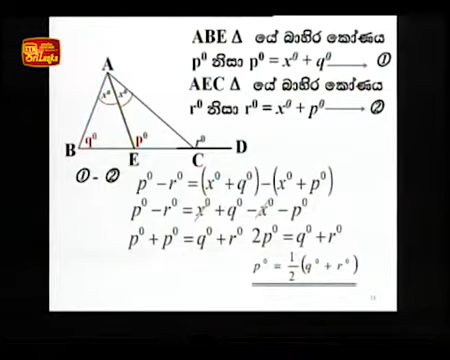 ABE Δ යේ බාහිර කෝණය
p⁰ නිසා p⁰ = x⁰ + q⁰ ①
AEC Δ යේ බාහිර කෝණය
r⁰ නිසා r⁰ = x⁰ + p⁰ ②
Sri Lanka
A
x⁰ x⁰
q⁰ p⁰ r⁰
B E C D
① - ② p⁰ − r⁰ = (x⁰ + q⁰) − (x⁰ + p⁰)
p⁰ − r⁰ = x⁰ + q⁰ − x⁰ − p⁰
p⁰ + p⁰ = q⁰ + r⁰ 2p⁰ = q⁰ + r⁰
p⁰ = 1/2 (q⁰ + r⁰)